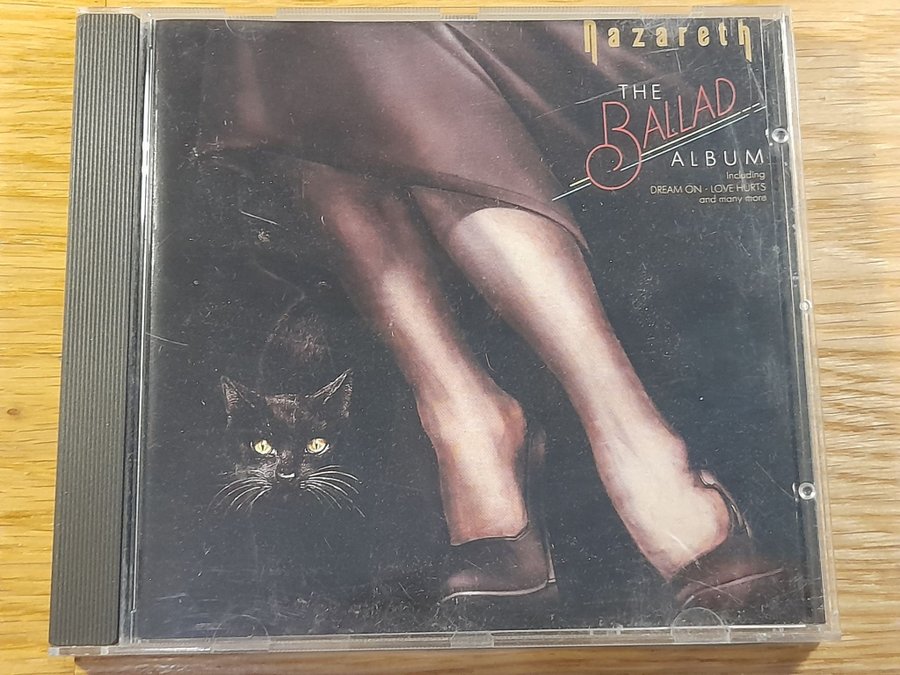 nazareth
THE
BALLAD
ALBUM
Including
DREAM ON - LOVE HURTS
and many more